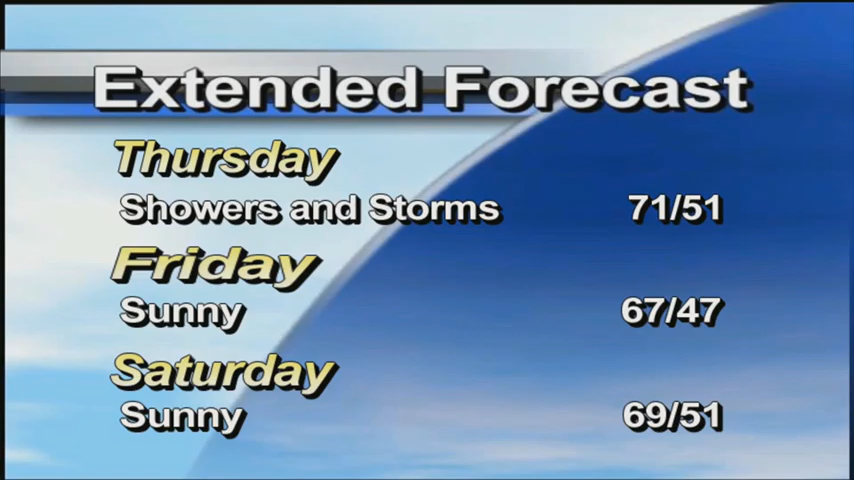 Extended Forecast
Thursday
Showers and Storms 71/51
Friday
Sunny 67/47
Saturday
Sunny 69/51